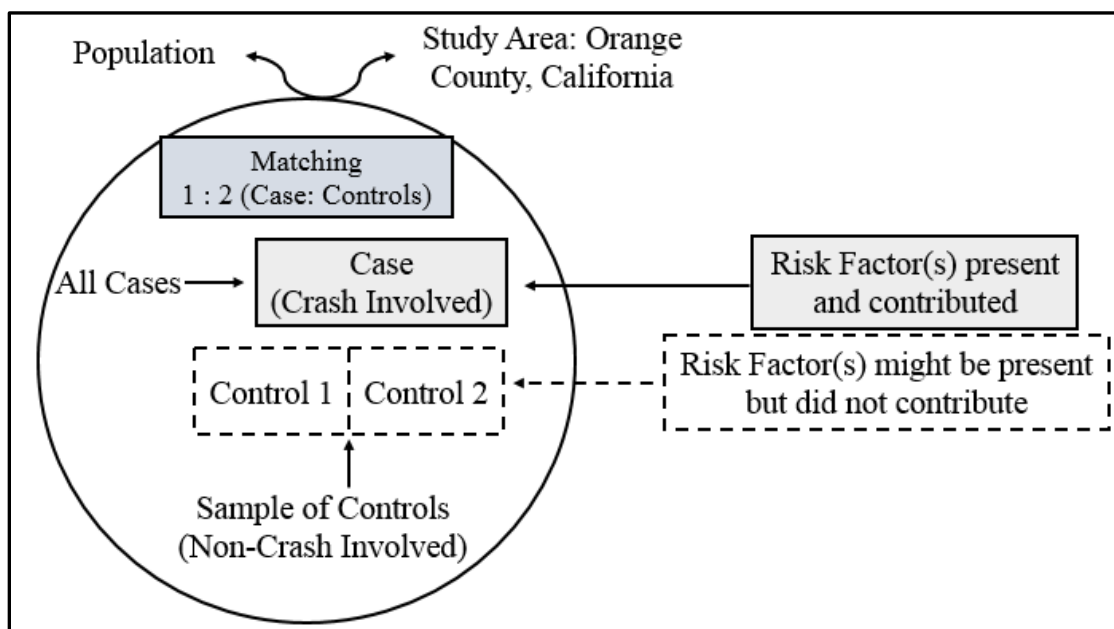 Population
Study Area: Orange
County, California
Matching
1 : 2 (Case: Controls)
All Cases
Case
(Crash Involved)
Risk Factor(s) present
and contributed
Control 1
Control 2
Risk Factor(s) might be present
but did not contribute
Sample of Controls
(Non-Crash Involved)